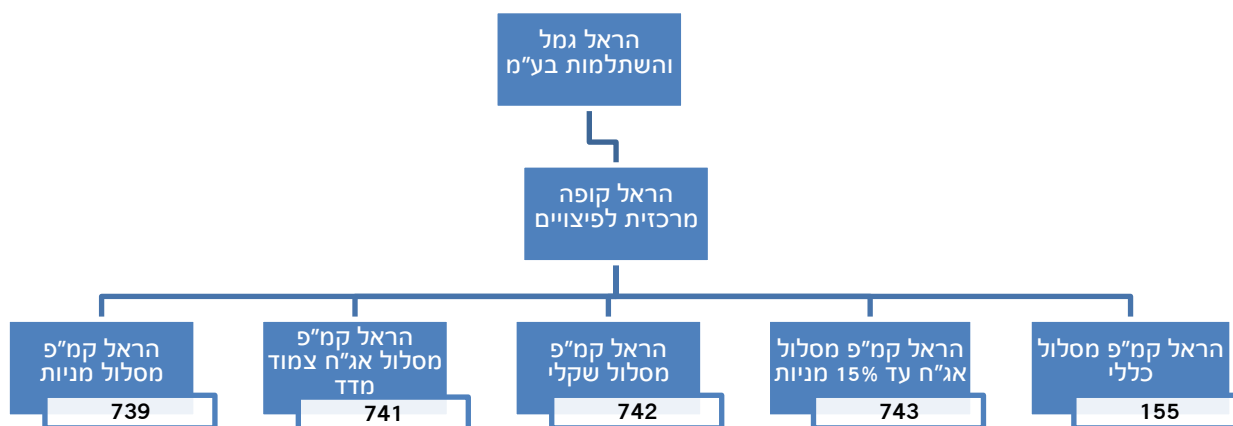 הראל גמל
והשתלמות בע"מ
הראל קופה
מרכזית לפיצויים
הראל קמ"פ מסלול
כללי
155
הראל קמ"פ מסלול
אג"ח עד 15% מניות
743
הראל קמ"פ
מסלול שקלי
742
הראל קמ"פ
מסלול אג"ח צמוד
מדד
741
הראל קמ"פ
מסלול מניות
739